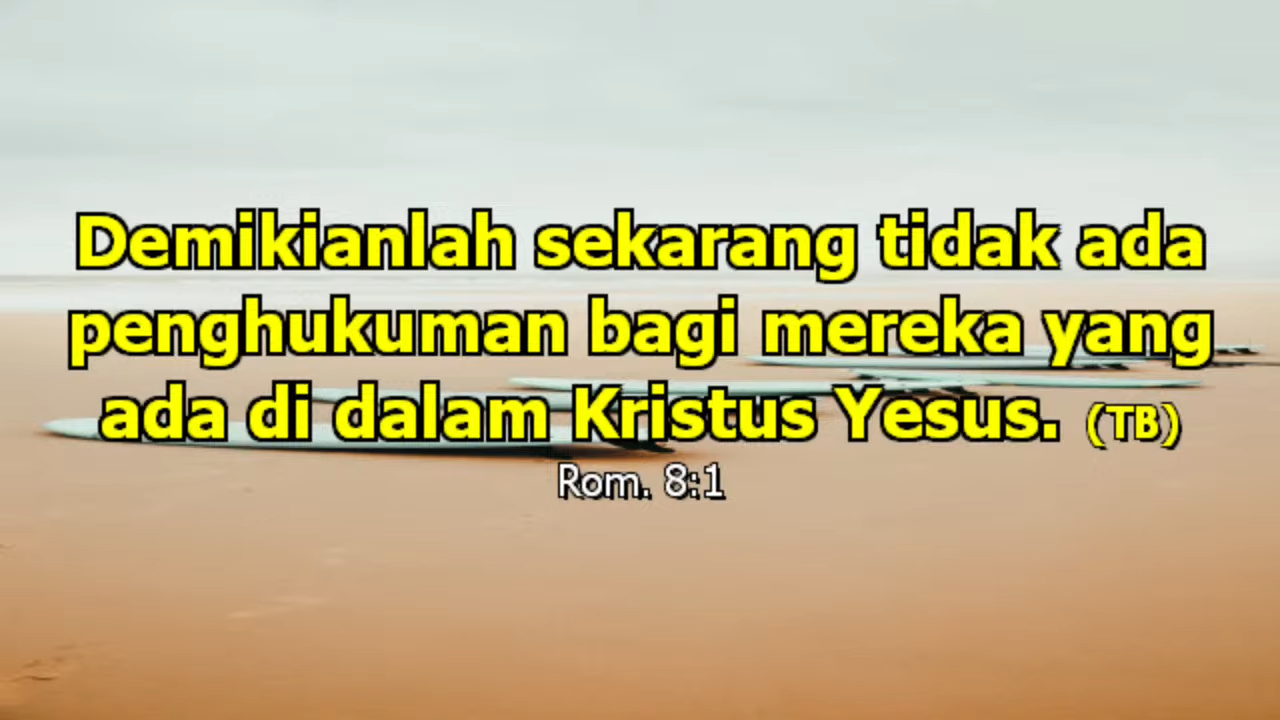 Demikianlah sekarang tidak ada
penghukuman bagi mereka yang
ada di dalam Kristus Yesus. (TB)
Rom. 8:1